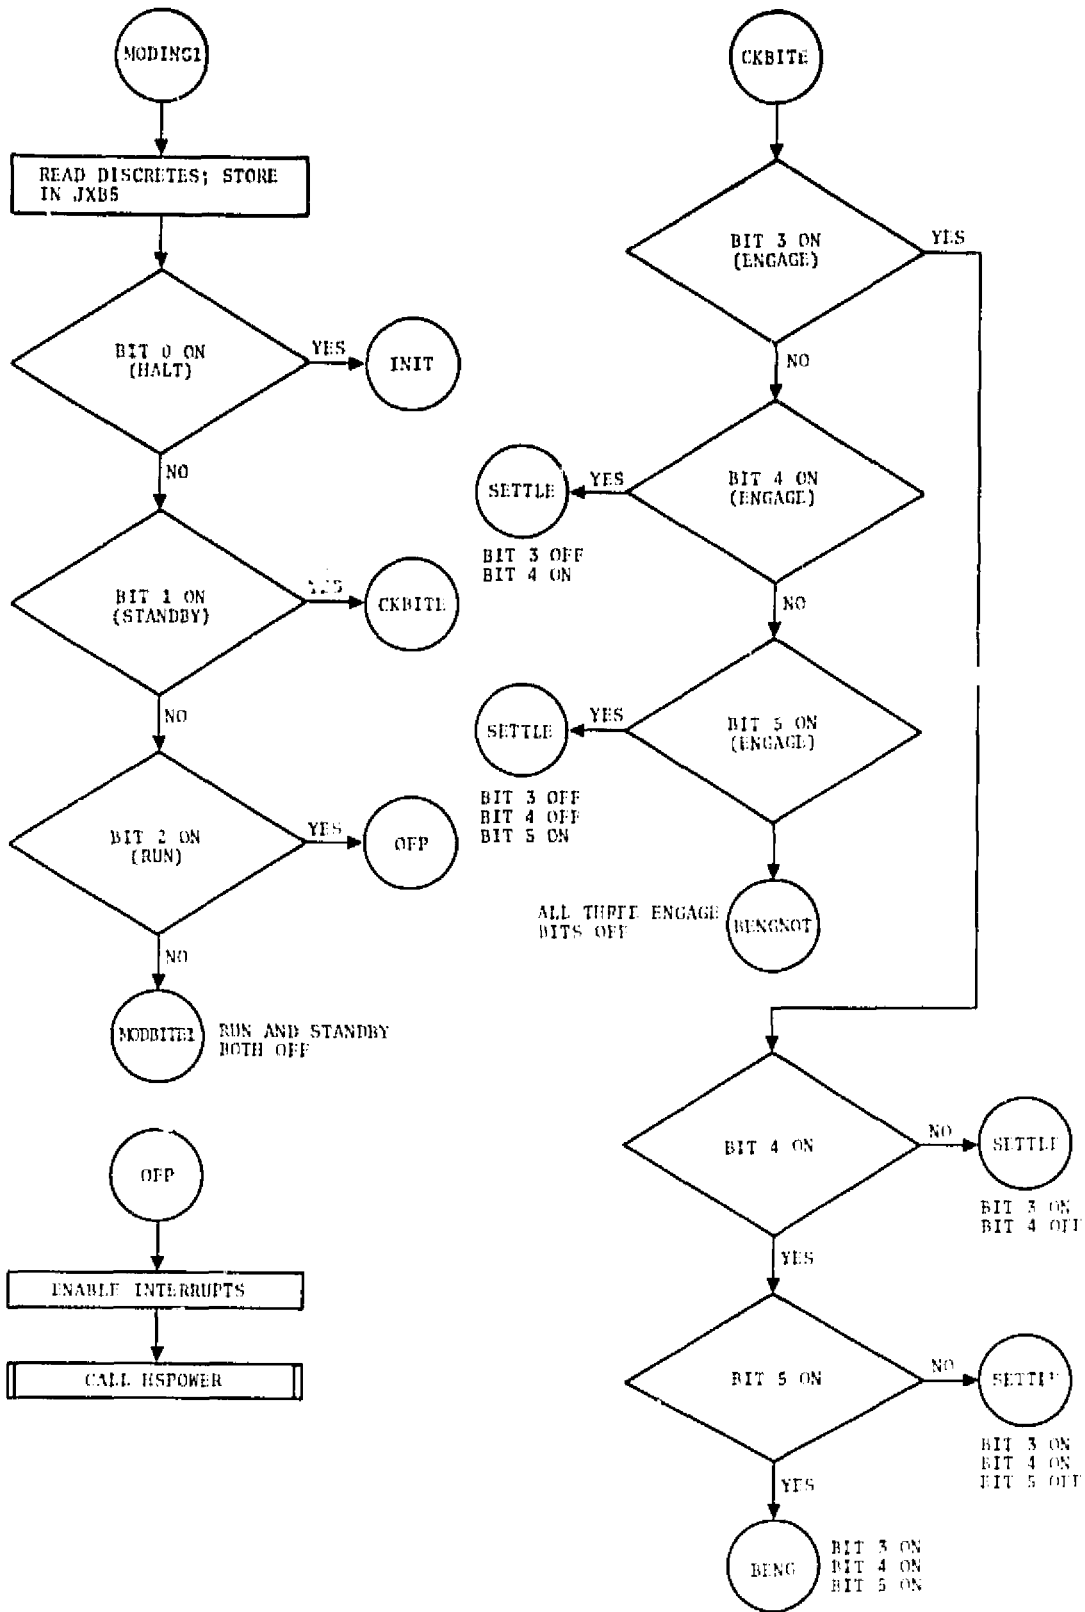 MODING1
READ DISCRETES; STORE
IN JXB5
BIT 0 ON
(HALT)
YES
INIT
NO
BIT 1 ON
(STANDBY)
YES
CKBITE
NO
BIT 2 ON
(RUN)
YES
OFP
NO
MODBITE1
RUN AND STANDBY
BOTH OFF
OFP
ENABLE INTERRUPTS
CALL HSPOWER
CKBITE
BIT 3 ON
(ENGAGE)
YES
NO
BIT 4 ON
(ENGAGE)
YES
SETTLE
BIT 3 OFF
BIT 4 ON
NO
BIT 5 ON
(ENGAGE)
YES
SETTLE
BIT 3 OFF
BIT 4 OFF
BIT 5 ON
ALL THREE ENGAGE
BITS OFF
BENGNOT
BIT 4 ON
NO
SETTLE
BIT 3 ON
BIT 4 OFF
YES
BIT 5 ON
NO
SETTLE
BIT 3 ON
BIT 4 ON
BIT 5 OFF
YES
BENG
BIT 3 ON
BIT 4 ON
BIT 5 ON